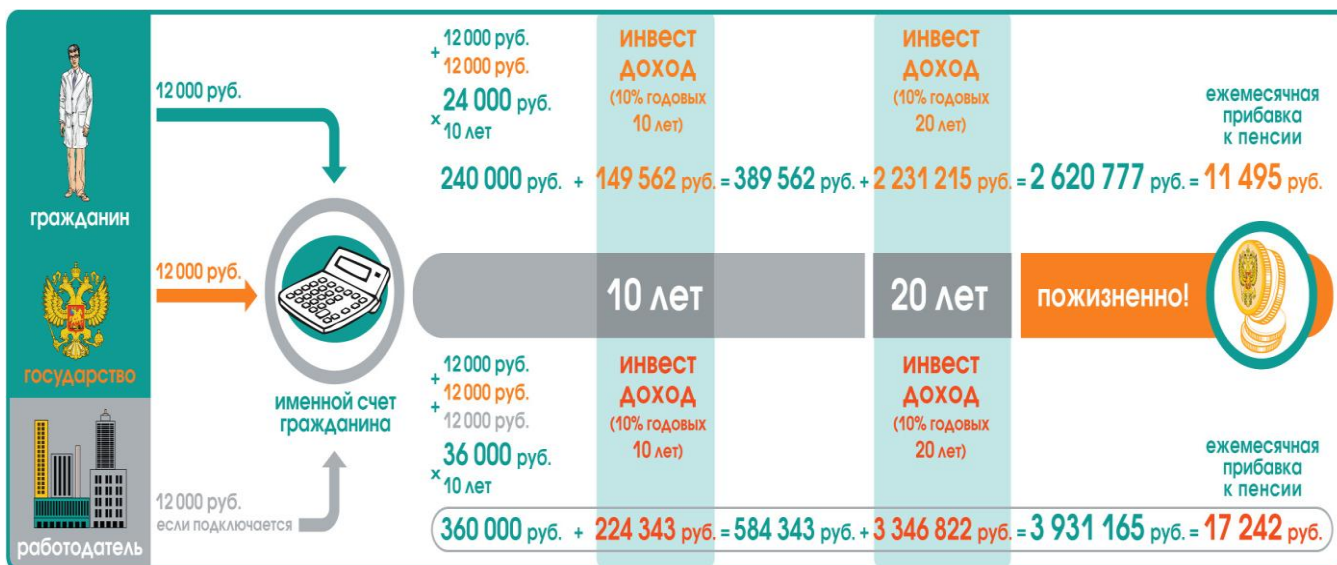 гражданин
государство
работодатель
12 000 руб.
12 000 руб.
12 000 руб.
если подключается
именной счет
гражданина
+ 12 000 руб.
12 000 руб.
24 000 руб.
x 10 лет
инвест
доход
(10% годовых
10 лет)
инвест
доход
(10% годовых
20 лет)
ежемесячная
прибавка
к пенсии
240 000 руб. + 149 562 руб. = 389 562 руб. + 2 231 215 руб. = 2 620 777 руб. = 11 495 руб.
10 лет
20 лет
пожизненно!
+ 12 000 руб.
+ 12 000 руб.
12 000 руб.
36 000 руб.
x 10 лет
инвест
доход
(10% годовых
10 лет)
инвест
доход
(10% годовых
20 лет)
ежемесячная
прибавка
к пенсии
360 000 руб. + 224 343 руб. = 584 343 руб. + 3 346 822 руб. = 3 931 165 руб. = 17 242 руб.